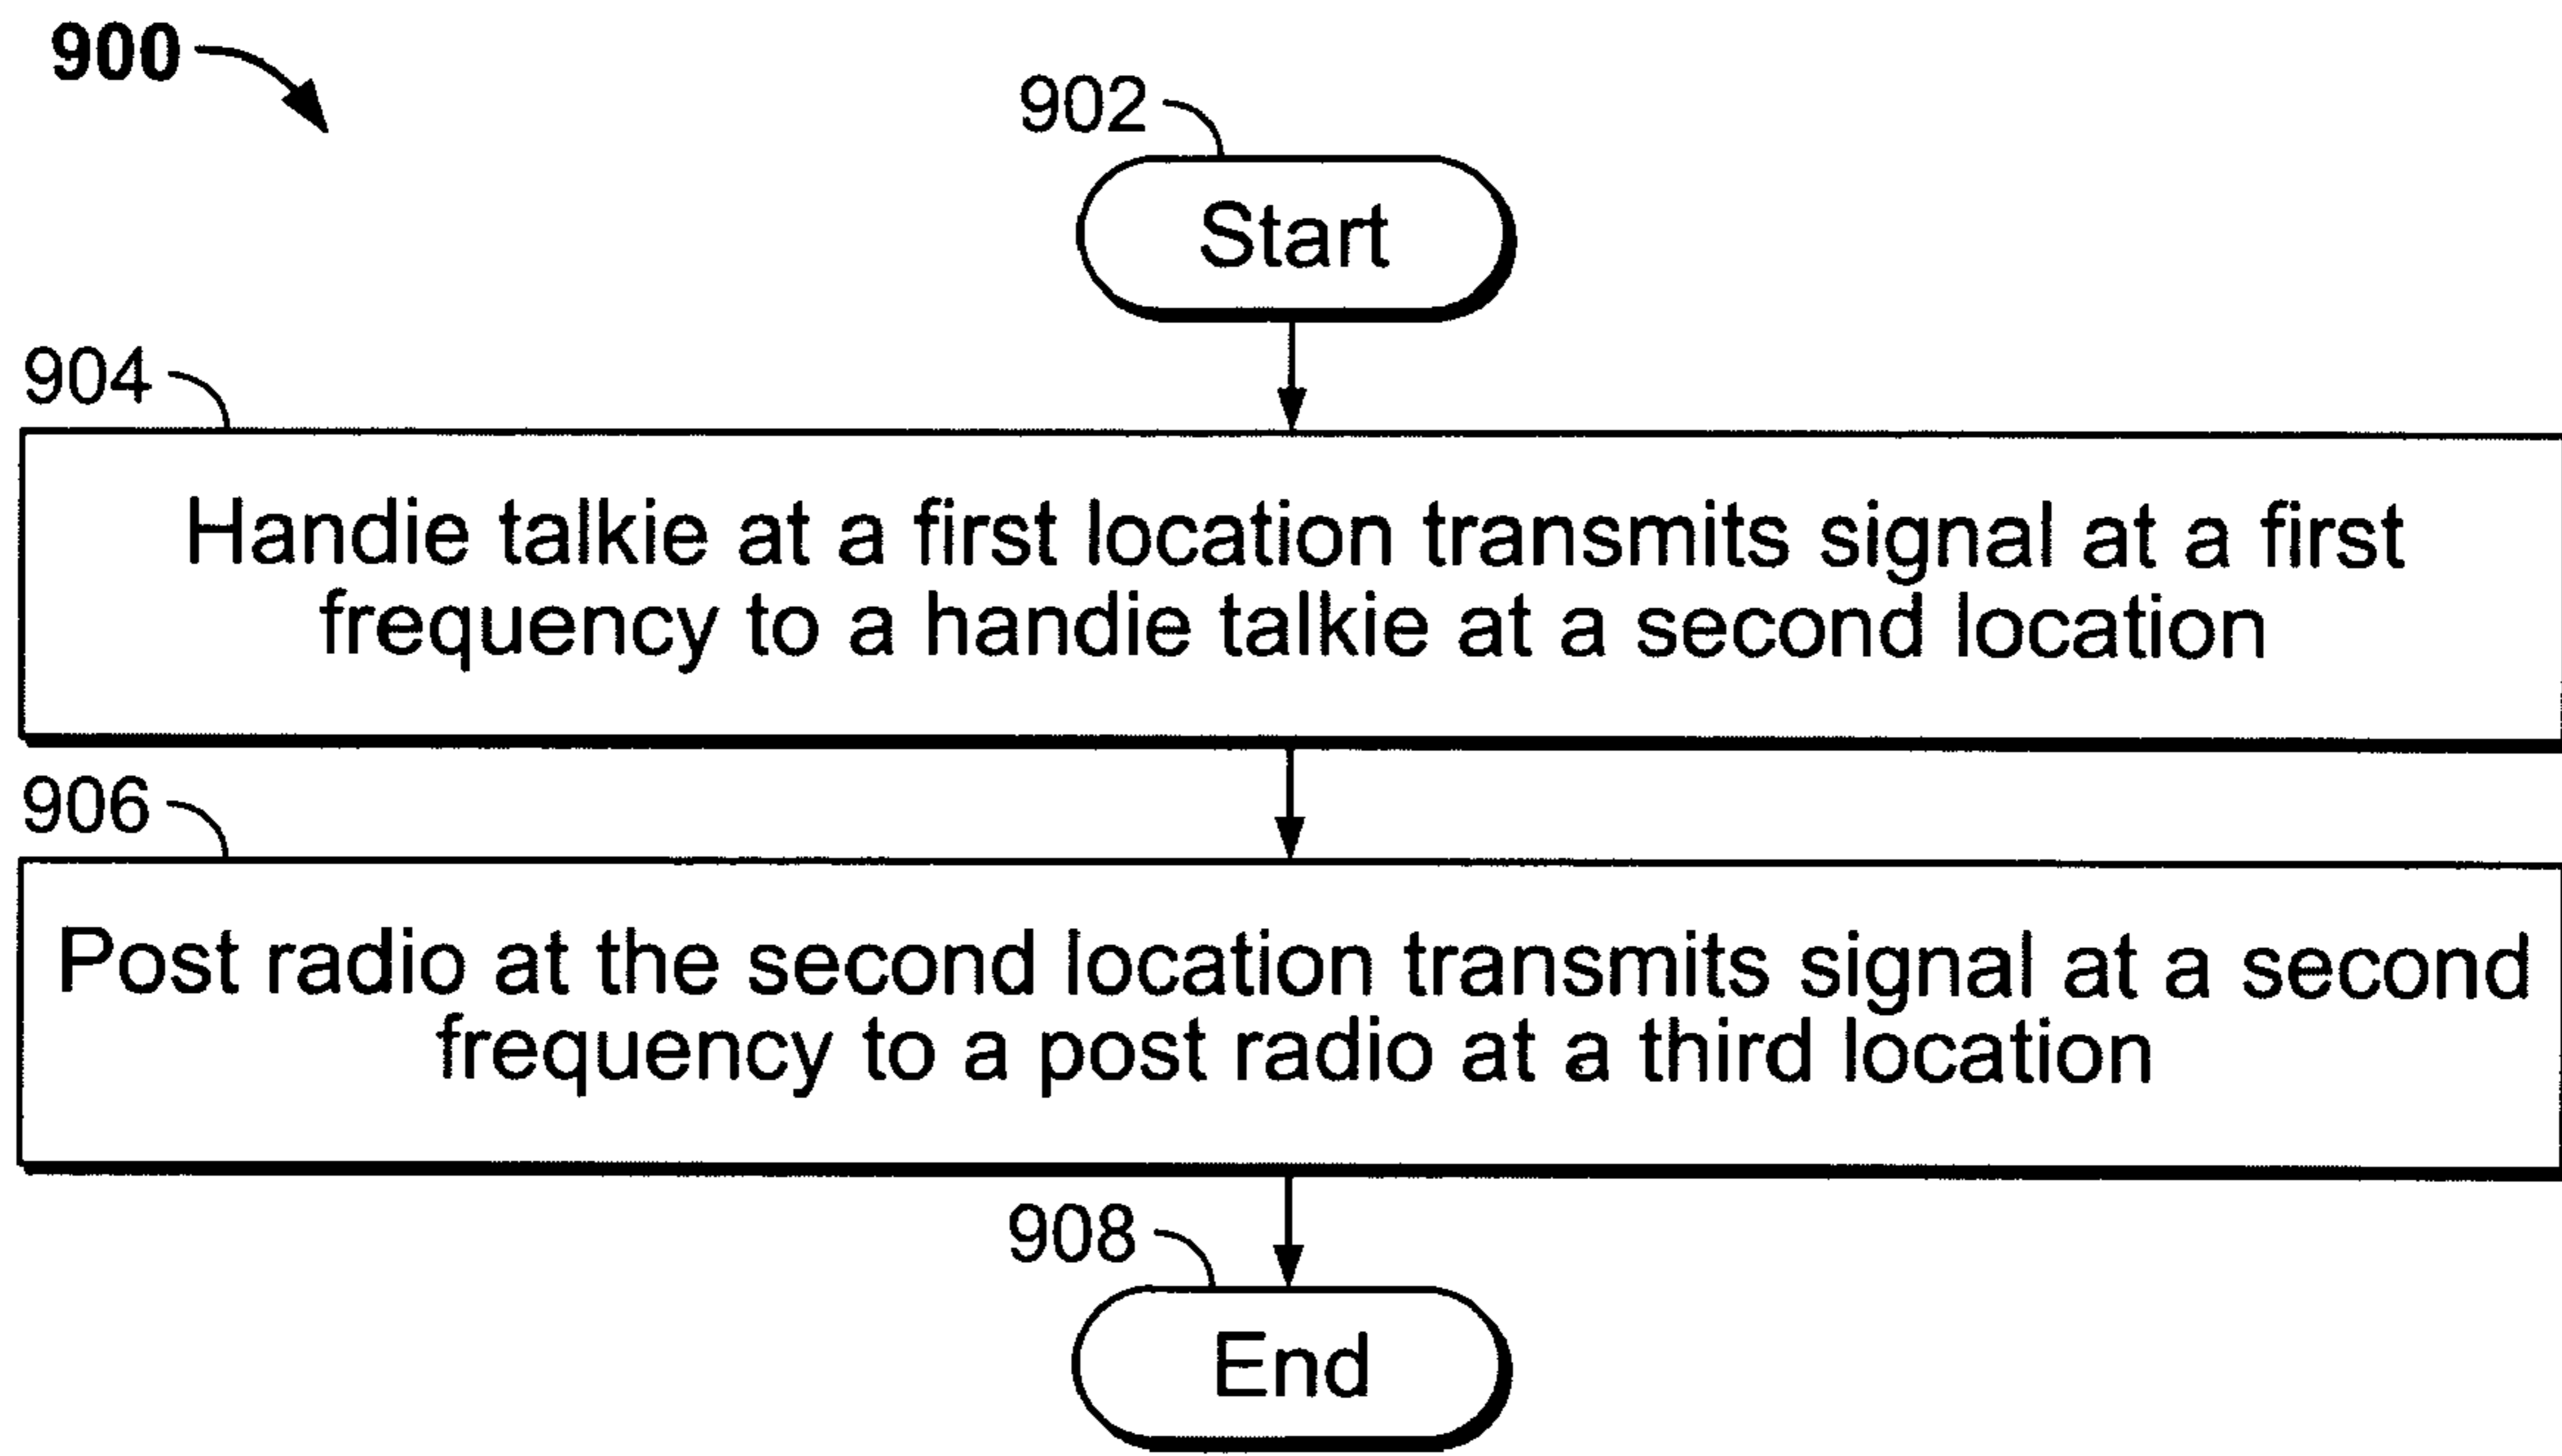 900
902
Start
904
Handie talkie at a first location transmits signal at a first
frequency to a handie talkie at a second location
906
Post radio at the second location transmits signal at a second
frequency to a post radio at a third location
908
End